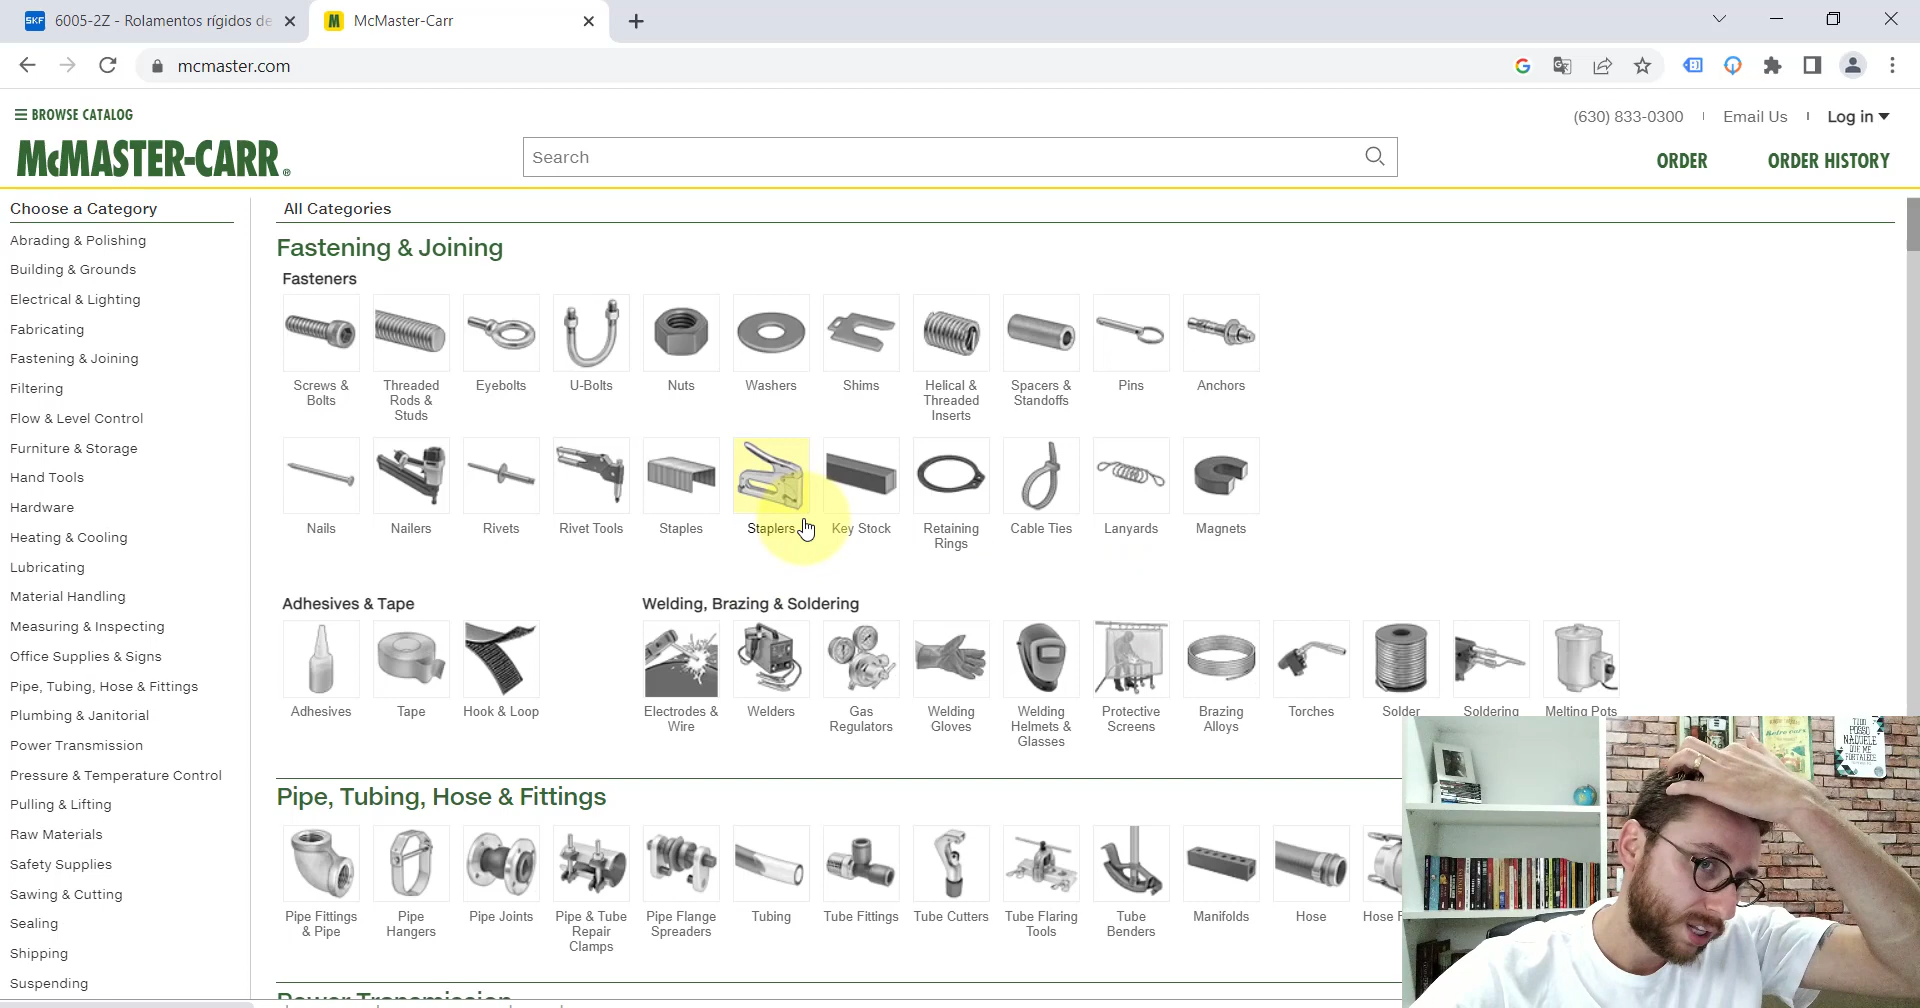 SKF 6005-2Z - Rolamentos rígidos de
M McMaster-Carr
mcmaster.com
BROWSE CATALOG
McMASTER-CARR®
Search
(630) 833-0300 Email Us Log in
ORDER ORDER HISTORY
Choose a Category
Abrading & Polishing
Building & Grounds
Electrical & Lighting
Fabricating
Fastening & Joining
Filtering
Flow & Level Control
Furniture & Storage
Hand Tools
Hardware
Heating & Cooling
Lubricating
Material Handling
Measuring & Inspecting
Office Supplies & Signs
Pipe, Tubing, Hose & Fittings
Plumbing & Janitorial
Power Transmission
Pressure & Temperature Control
Pulling & Lifting
Raw Materials
Safety Supplies
Sawing & Cutting
Sealing
Shipping
Suspending
All Categories
Fastening & Joining
Fasteners
Screws &
Bolts
Threaded
Rods &
Studs
Eyebolts
U-Bolts
Nuts
Washers
Shims
Helical &
Threaded
Inserts
Spacers &
Standoffs
Pins
Anchors
Nails
Nailers
Rivets
Rivet Tools
Staples
Staplers
Key Stock
Retaining
Rings
Cable Ties
Lanyards
Magnets
Adhesives & Tape
Adhesives
Tape
Hook & Loop
Welding, Brazing & Soldering
Electrodes &
Wire
Welders
Gas
Regulators
Welding
Gloves
Welding
Helmets &
Glasses
Protective
Screens
Brazing
Alloys
Torches
Solder
Soldering
Melting Pots
Pipe, Tubing, Hose & Fittings
Pipe Fittings
& Pipe
Pipe
Hangers
Pipe Joints
Pipe & Tube
Repair
Clamps
Pipe Flange
Spreaders
Tubing
Tube Fittings
Tube Cutters
Tube Flaring
Tools
Tube
Benders
Manifolds
Hose
Hose F
Power Transmission
TUDO
POSSO
NAQUELE
QUE ME
FORTALECE